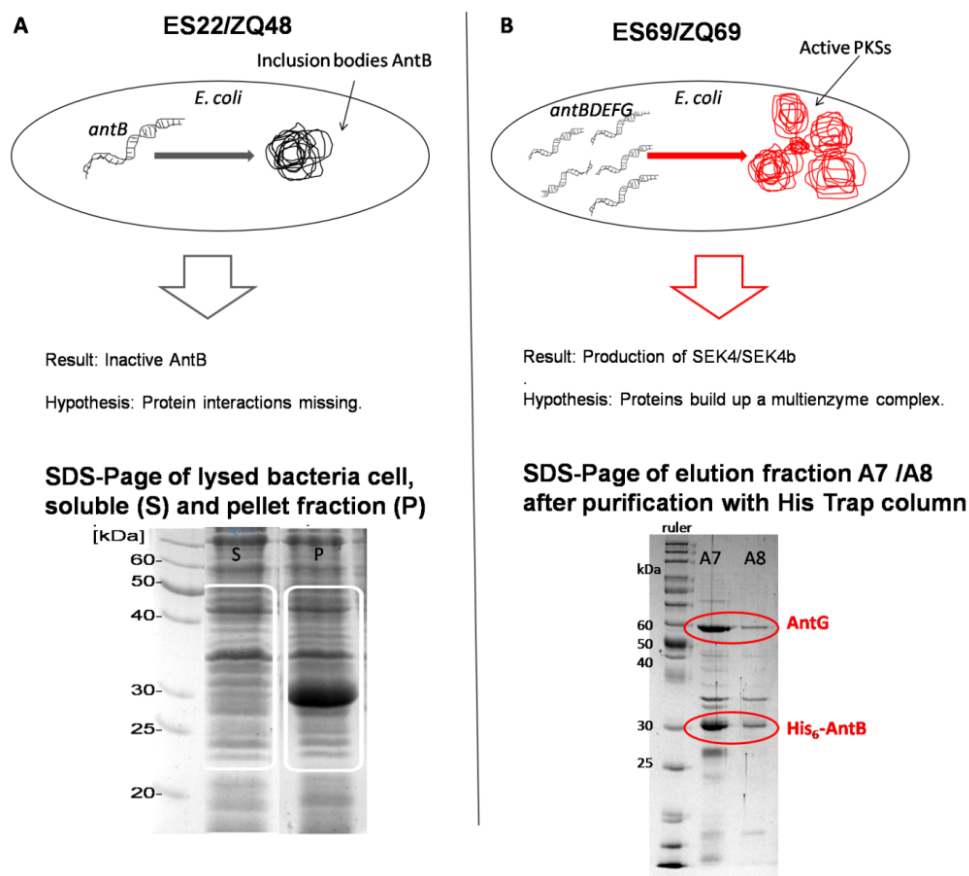 A
ES22/ZQ48
Inclusion bodies AntB
E. coli
antB
Result: Inactive AntB
Hypothesis: Protein interactions missing.
SDS-Page of lysed bacteria cell,
soluble (S) and pellet fraction (P)
[kDa]
S
P
60-
50-
40-
30-
25-
20-
B
ES69/ZQ69
Active PKSs
E. coli
antBDEFG
Result: Production of SEK4/SEK4b
.
Hypothesis: Proteins build up a multienzyme complex.
SDS-Page of elution fraction A7 /A8
after purification with His Trap column
ruler
kDa
A7
A8
60
50
40
30
25
AntG
His₆-AntB